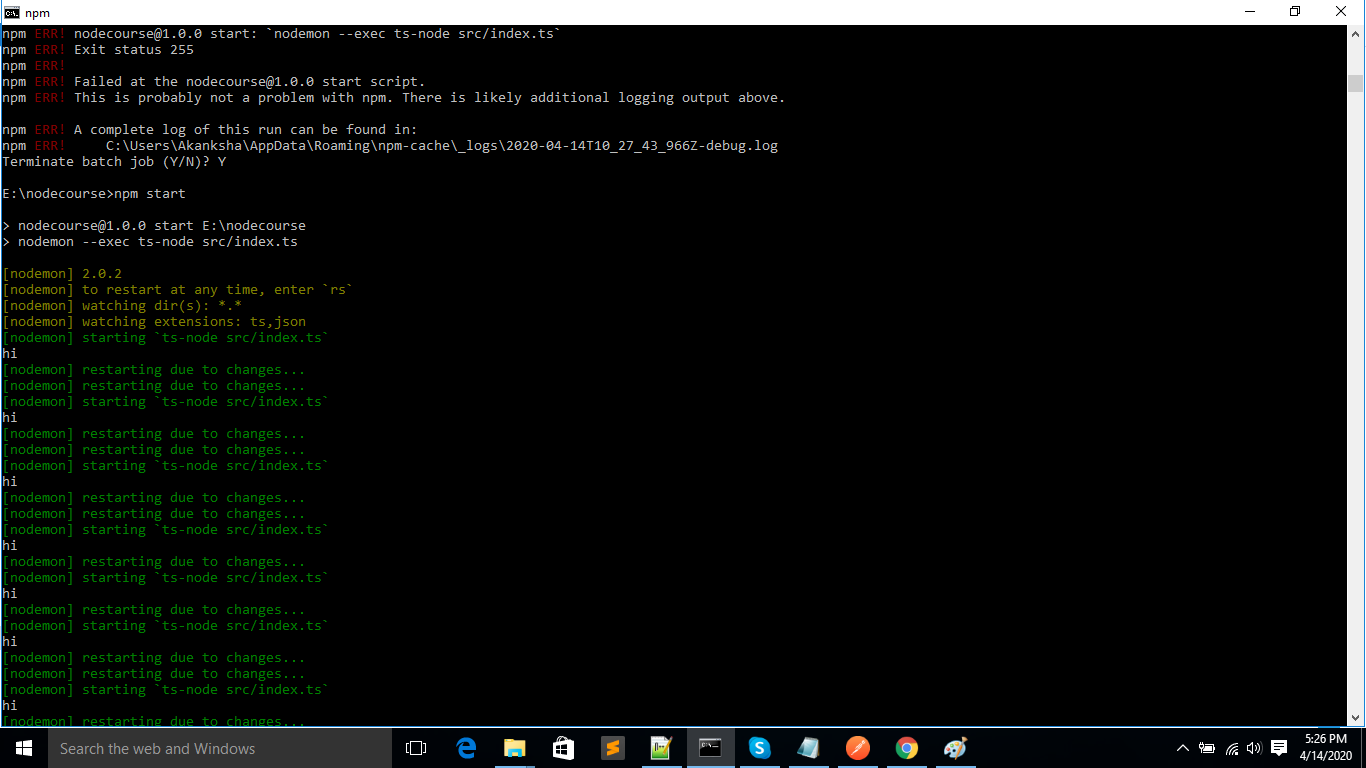 npm
npm ERR! nodecourse@1.0.0 start: `nodemon --exec ts-node src/index.ts`
npm ERR! Exit status 255
npm ERR!
npm ERR! Failed at the nodecourse@1.0.0 start script.
npm ERR! This is probably not a problem with npm. There is likely additional logging output above.
npm ERR! A complete log of this run can be found in:
npm ERR!     C:\Users\Akanksha\AppData\Roaming\npm-cache\_logs\2020-04-14T10_27_43_966Z-debug.log
Terminate batch job (Y/N)? Y
E:\nodecourse>npm start
> nodecourse@1.0.0 start E:\nodecourse
> nodemon --exec ts-node src/index.ts
[nodemon] 2.0.2
[nodemon] to restart at any time, enter `rs`
[nodemon] watching dir(s): *.*
[nodemon] watching extensions: ts,json
[nodemon] starting `ts-node src/index.ts`
hi
[nodemon] restarting due to changes...
[nodemon] restarting due to changes...
[nodemon] starting `ts-node src/index.ts`
hi
[nodemon] restarting due to changes...
[nodemon] restarting due to changes...
[nodemon] starting `ts-node src/index.ts`
hi
[nodemon] restarting due to changes...
[nodemon] restarting due to changes...
[nodemon] starting `ts-node src/index.ts`
hi
[nodemon] restarting due to changes...
[nodemon] starting `ts-node src/index.ts`
hi
[nodemon] restarting due to changes...
[nodemon] starting `ts-node src/index.ts`
hi
[nodemon] restarting due to changes...
[nodemon] restarting due to changes...
[nodemon] starting `ts-node src/index.ts`
hi
[nodemon] restarting due to changes...
Search the web and Windows
5:26 PM
4/14/2020